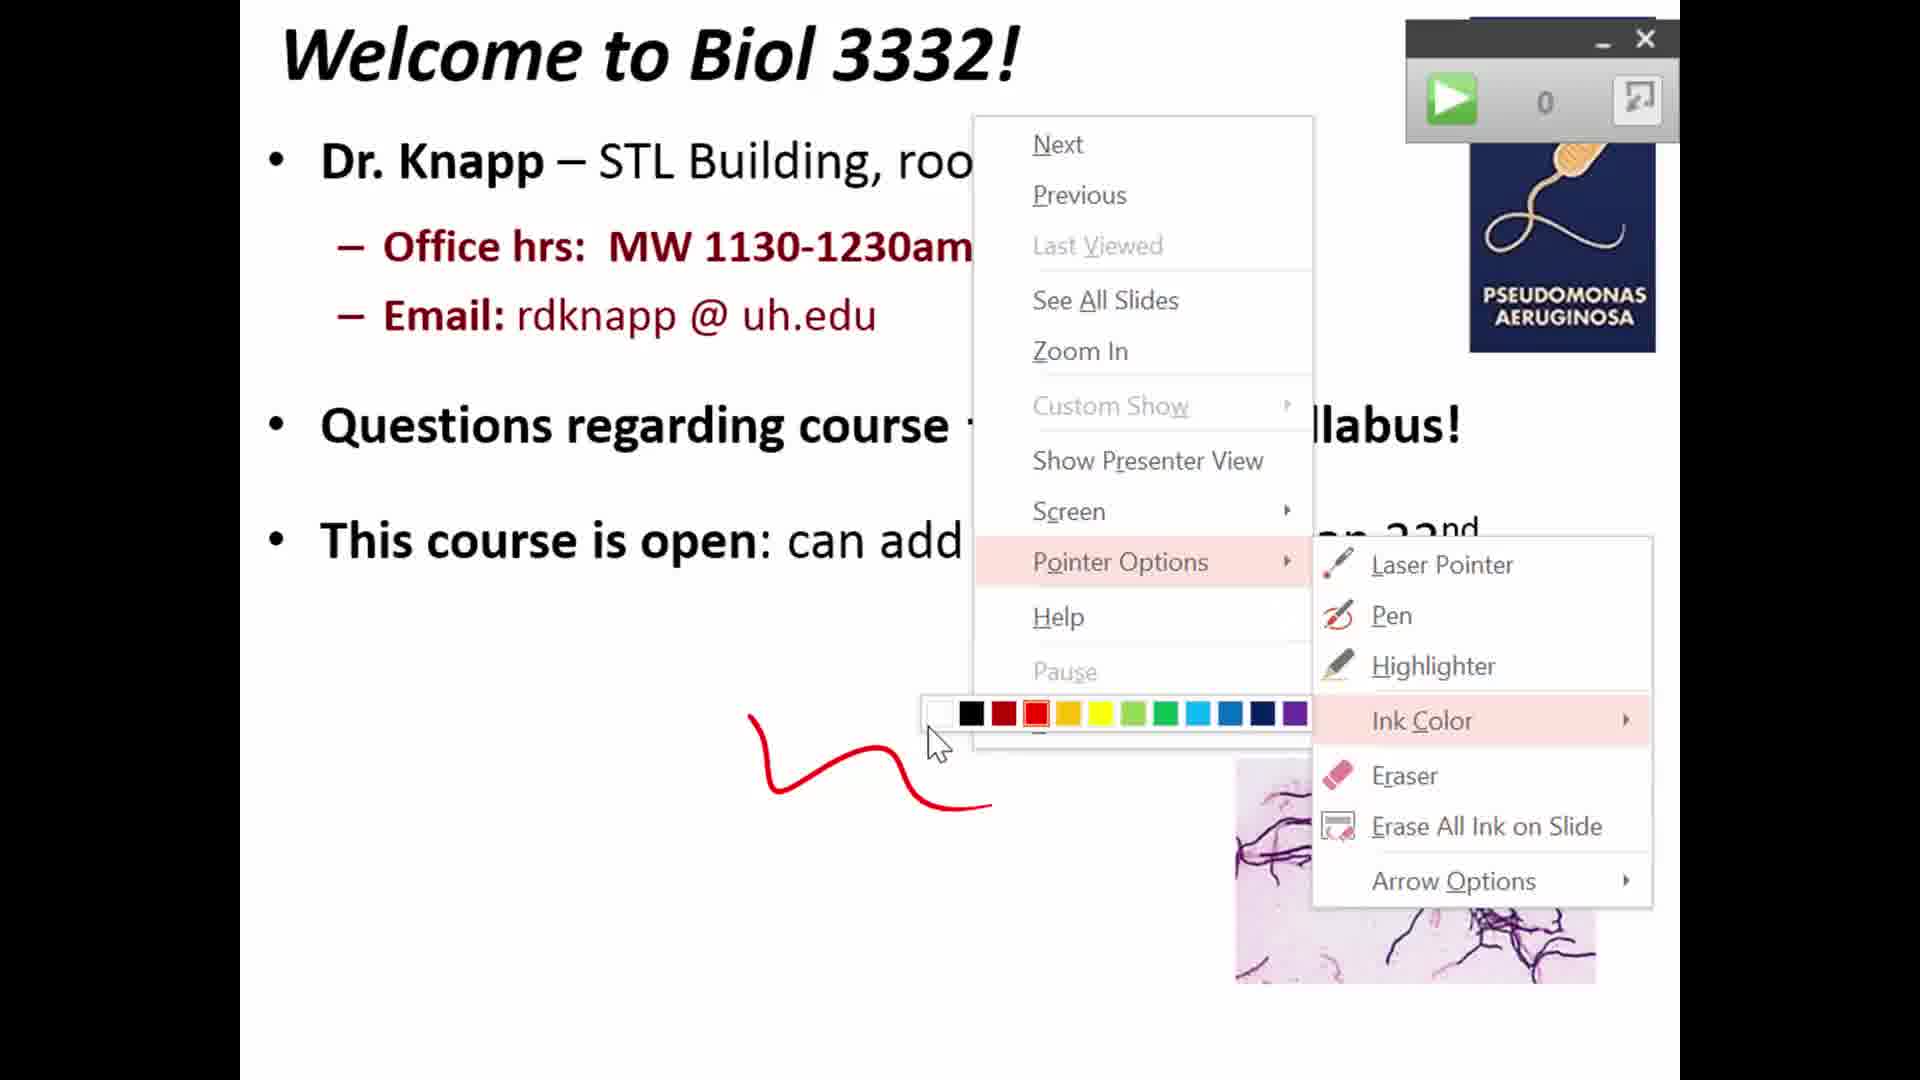 Welcome to Biol 3332!
• Dr. Knapp – STL Building, roo
– Office hrs: MW 1130-1230am
– Email: rdknapp @ uh.edu
• Questions regarding course
llabus!
• This course is open: can add
nd
0
PSEUDOMONAS
AERUGINOSA
Next
Previous
Last Viewed
See All Slides
Zoom In
Custom Show
Show Presenter View
Screen
Pointer Options
Help
Pause
Laser Pointer
Pen
Highlighter
Ink Color
Eraser
Erase All Ink on Slide
Arrow Options